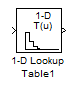 1-D
T(u)
1-D Lookup
Table1